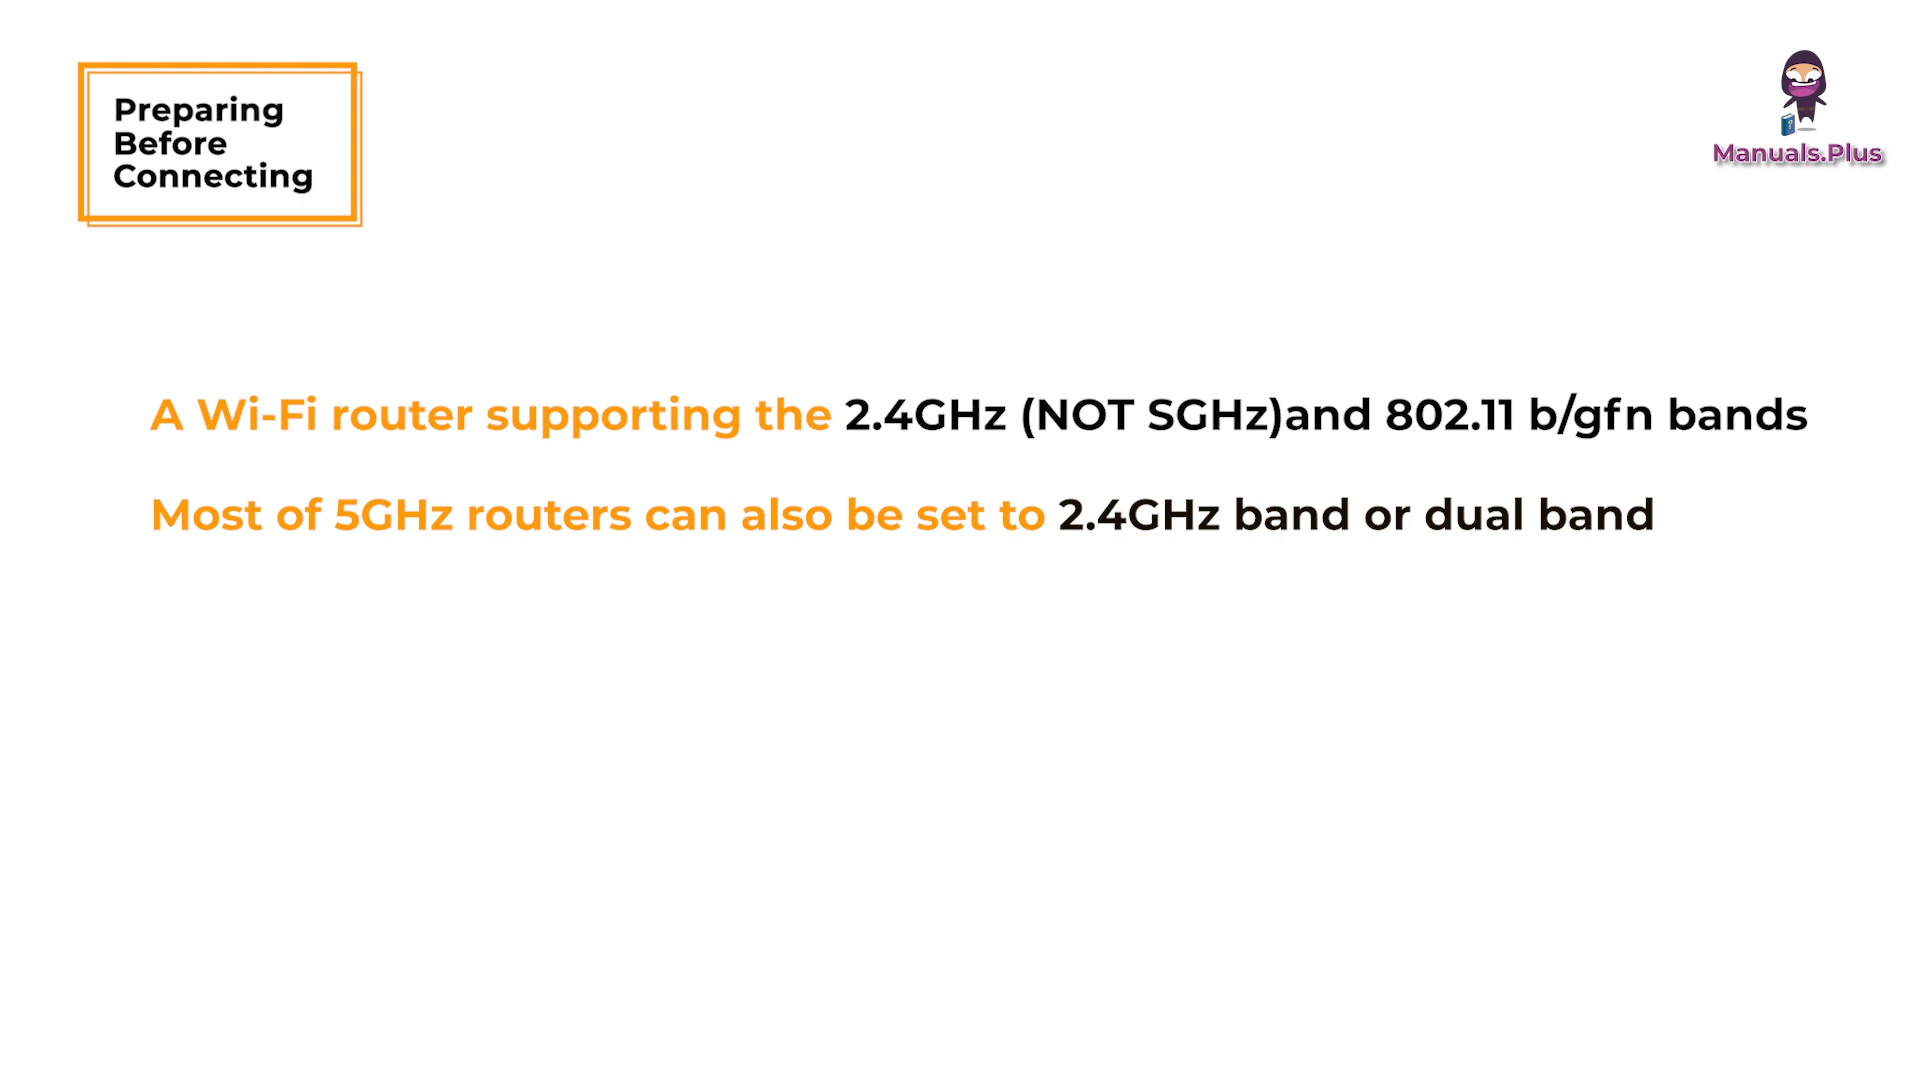 Preparing
Before
Connecting
Manuals.Plus
A Wi-Fi router supporting the 2.4GHz (NOT SGHz)and 802.11 b/gfn bands
Most of 5GHz routers can also be set to 2.4GHz band or dual band